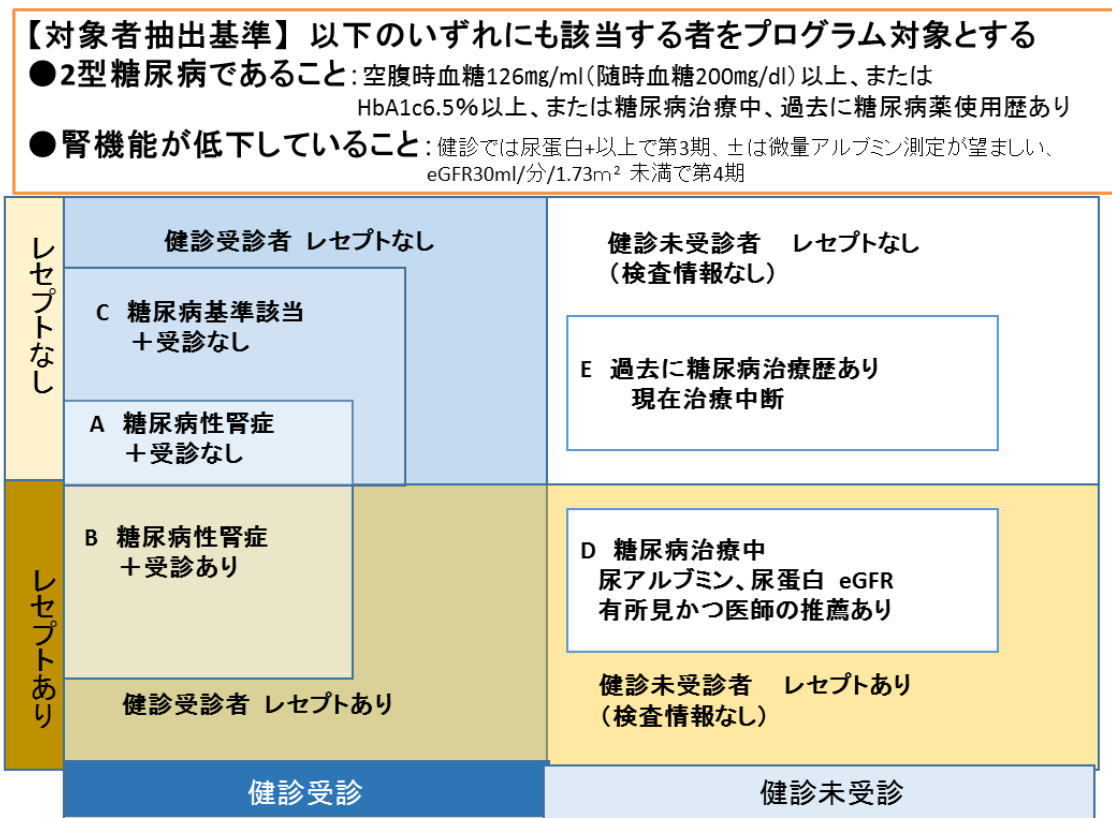 【対象者抽出基準】 以下のいずれにも該当する者をプログラム対象とする
●2型糖尿病であること：空腹時血糖126㎎/ml（随時血糖200㎎/dl）以上、または
HbA1c6.5％以上、または糖尿病治療中、過去に糖尿病薬使用歴あり
●腎機能が低下していること：健診では尿蛋白+以上で第3期、±は微量アルブミン測定が望ましい、
eGFR30ml/分/1.73㎡ 未満で第4期
レセプトなし
健診受診者 レセプトなし
C 糖尿病基準該当
＋受診なし
A 糖尿病性腎症
＋受診なし
健診未受診者 レセプトなし
（検査情報なし）
E 過去に糖尿病治療歴あり
現在治療中断
レセプトあり
B 糖尿病性腎症
＋受診あり
健診受診者 レセプトあり
D 糖尿病治療中
尿アルブミン、尿蛋白 eGFR
有所見かつ医師の推薦あり
健診未受診者 レセプトあり
（検査情報なし）
健診受診
健診未受診